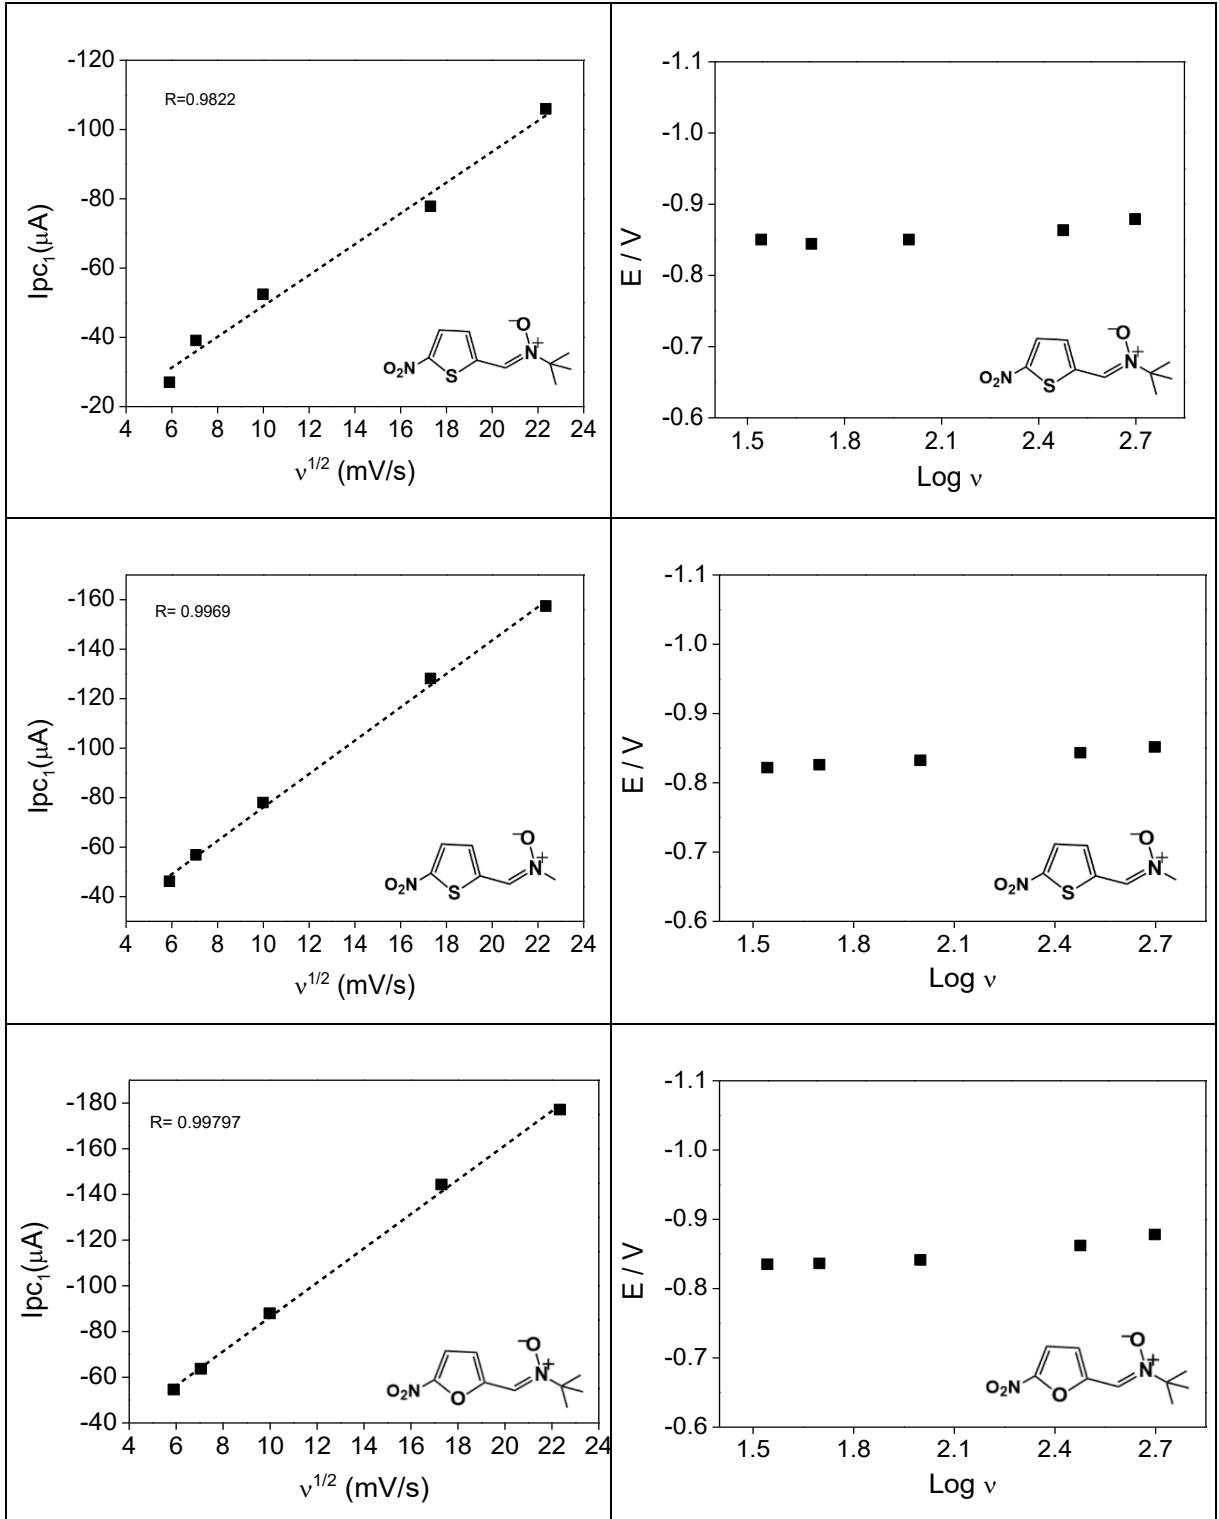 -120
-100
-80
-60
-40
-20
R=0.9822
Ipc1(μA)
4 6 8 10 12 14 16 18 20 22 24
ν1/2 (mV/s)
O2N S N+ −O
-1.1
-1.0
-0.9
-0.8
-0.7
-0.6
E / V
1.5 1.8 2.1 2.4 2.7
Log ν
O2N S N+ −O
-160
-140
-120
-100
-80
-60
-40
R= 0.9969
Ipc1(μA)
4 6 8 10 12 14 16 18 20 22 24
ν1/2 (mV/s)
O2N S N+ −O
-1.1
-1.0
-0.9
-0.8
-0.7
-0.6
E / V
1.5 1.8 2.1 2.4 2.7
Log ν
O2N S N+ −O
-180
-160
-140
-120
-100
-80
-60
-40
R= 0.99797
Ipc1(μA)
4 6 8 10 12 14 16 18 20 22 24
ν1/2 (mV/s)
O2N O N+ −O
-1.1
-1.0
-0.9
-0.8
-0.7
-0.6
E / V
1.5 1.8 2.1 2.4 2.7
Log ν
O2N O N+ −O